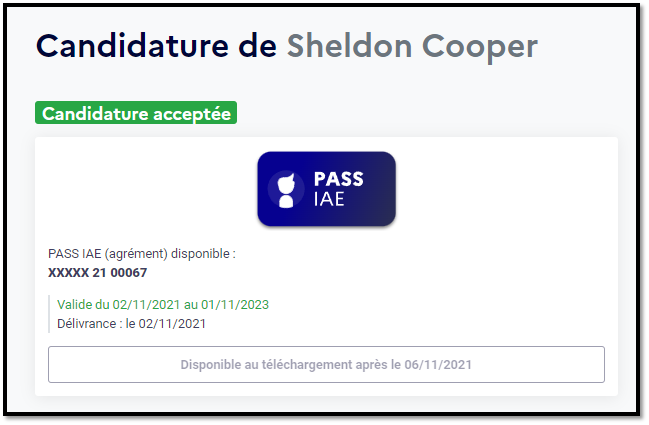 Candidature de Sheldon Cooper
Candidature acceptée
PASS
IAE
PASS IAE (agrément) disponible :
XXXXX 21 00067
Valide du 02/11/2021 au 01/11/2023
Délivrance : le 02/11/2021
Disponible au téléchargement après le 06/11/2021